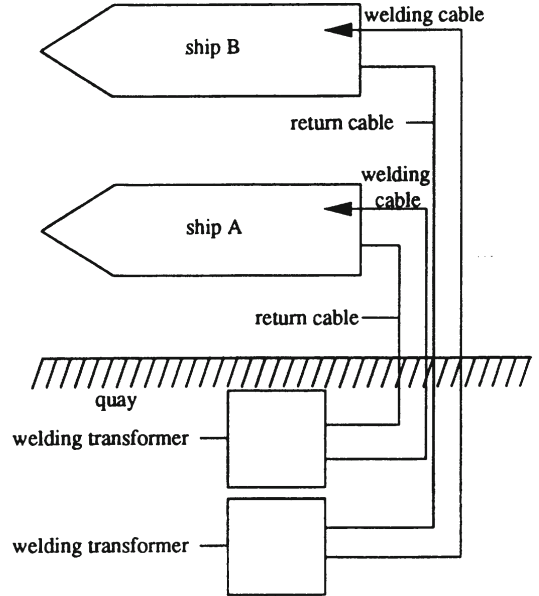 welding cable
ship B
return cable
welding
cable
ship A
return cable
quay
welding transformer
welding transformer